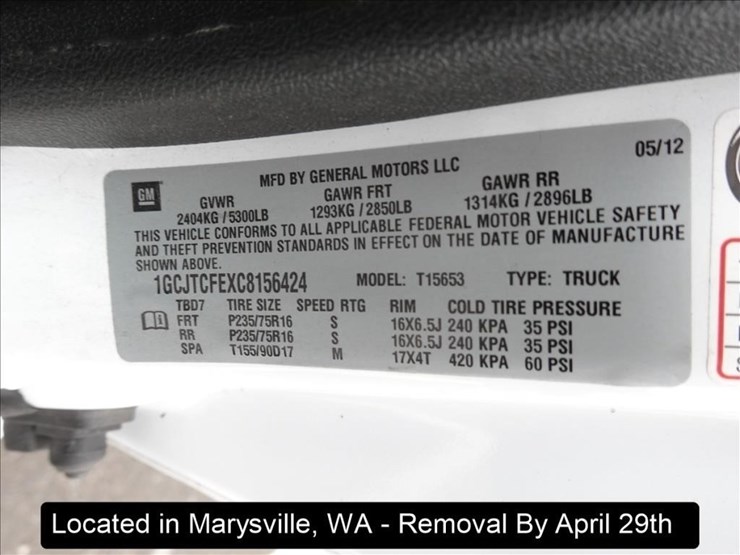 05/12
GM MFD BY GENERAL MOTORS LLC
GVWR GAWR FRT GAWR RR
2404KG / 5300LB 1293KG / 2850LB 1314KG / 2896LB
THIS VEHICLE CONFORMS TO ALL APPLICABLE FEDERAL MOTOR VEHICLE SAFETY
AND THEFT PREVENTION STANDARDS IN EFFECT ON THE DATE OF MANUFACTURE
SHOWN ABOVE.
1GCJTCFEXC8156424 MODEL: T15653 TYPE: TRUCK
TBD7 TIRE SIZE SPEED RTG RIM COLD TIRE PRESSURE
FRT P235/75R16 S 16X6.5J 240 KPA 35 PSI
RR P235/75R16 S 16X6.5J 240 KPA 35 PSI
SPA T155/90D17 M 17X4T 420 KPA 60 PSI
Located in Marysville, WA - Removal By April 29th